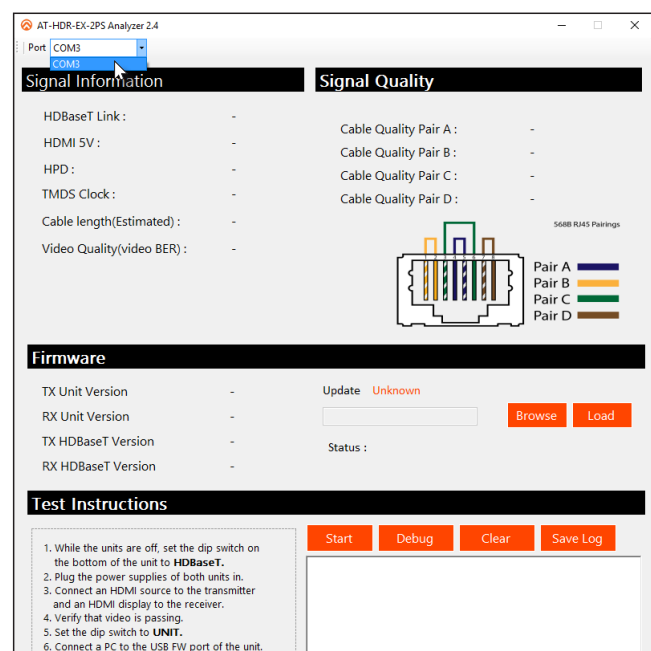 AT-HDR-EX-2PS Analyzer 2.4
Port COM3
COM3
Signal Information
HDBaseT Link : -
HDMI 5V : -
HPD : -
TMDS Clock : -
Cable length(Estimated) : -
Video Quality(video BER) : -
Signal Quality
Cable Quality Pair A : -
Cable Quality Pair B : -
Cable Quality Pair C : -
Cable Quality Pair D : -
568B RJ45 Pairings
Pair A
Pair B
Pair C
Pair D
Firmware
TX Unit Version -
RX Unit Version -
TX HDBaseT Version -
RX HDBaseT Version -
Update Unknown
Browse Load
Status :
Test Instructions
1. While the units are off, set the dip switch on
the bottom of the unit to HDBaseT.
2. Plug the power supplies of both units in.
3. Connect an HDMI source to the transmitter
and an HDMI display to the receiver.
4. Verify that video is passing.
5. Set the dip switch to UNIT.
6. Connect a PC to the USB FW port of the unit.
Start Debug Clear Save Log